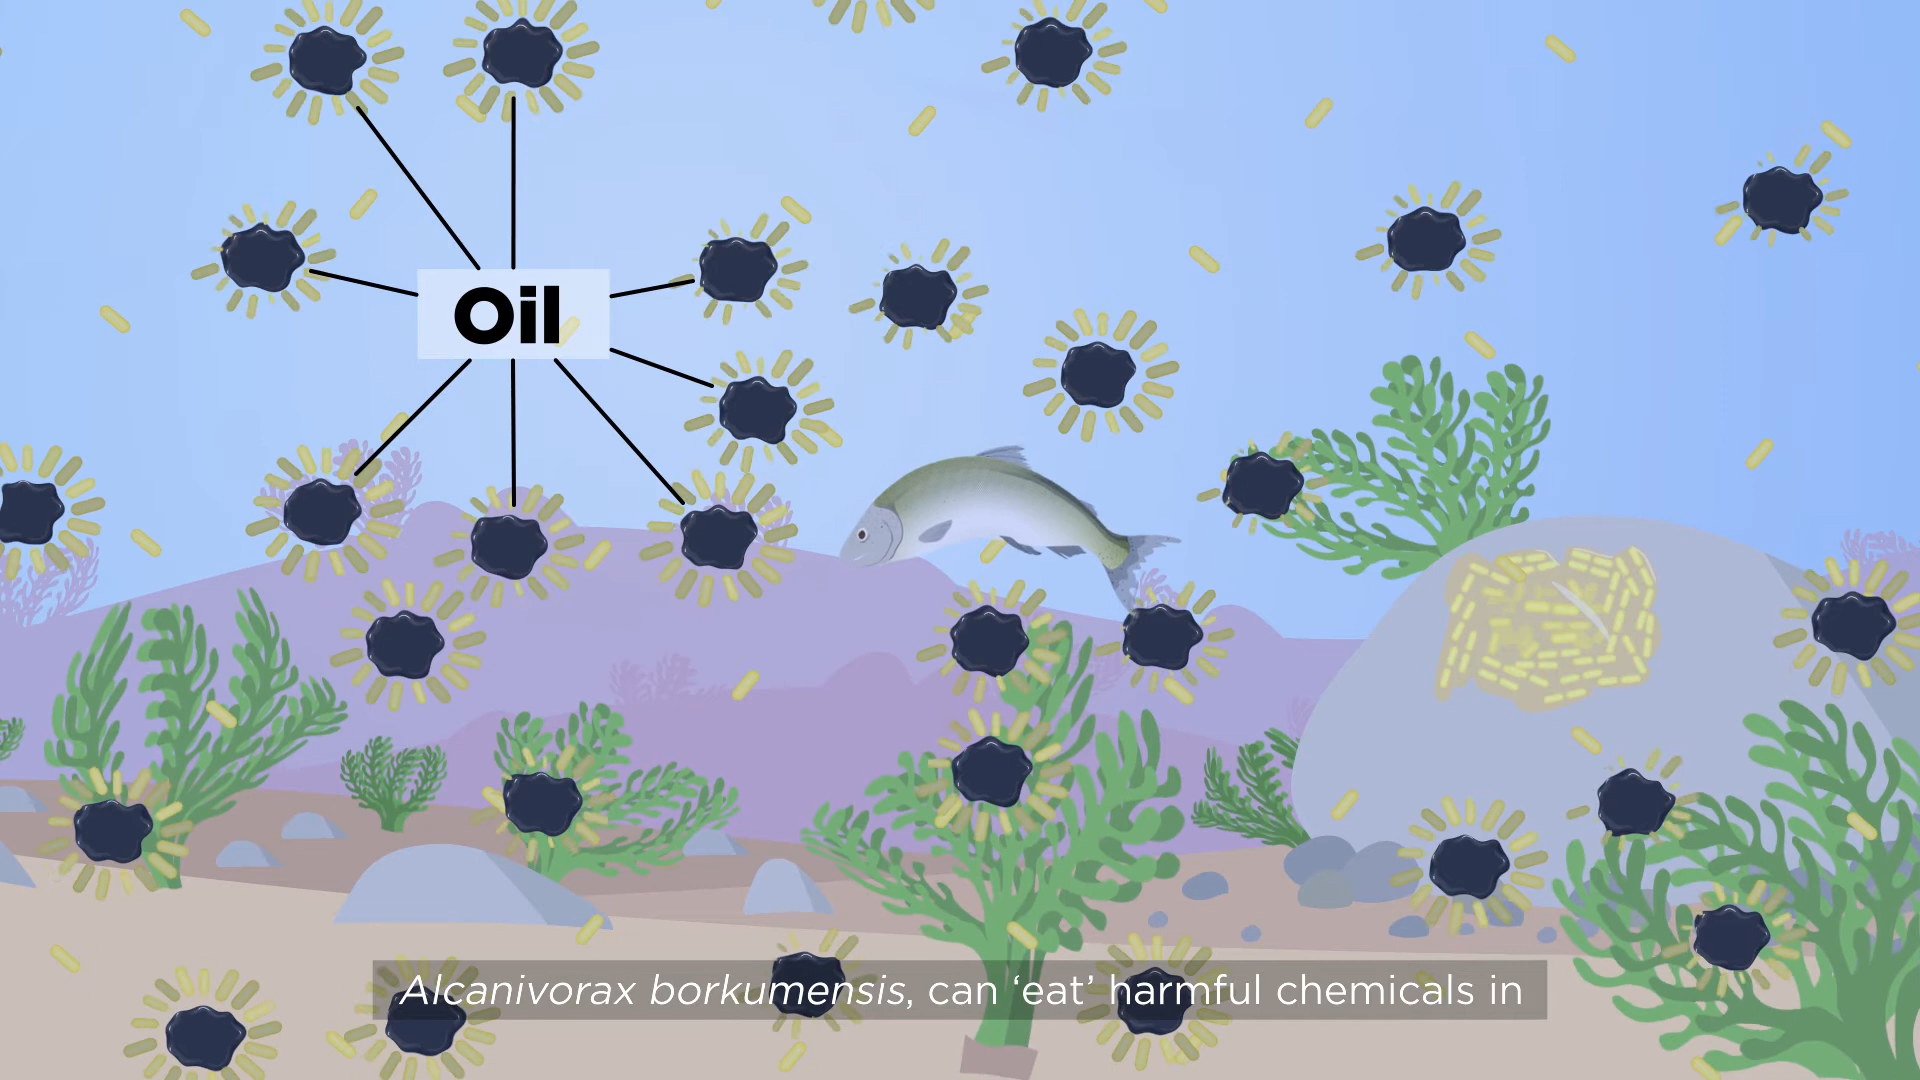 Oil
Alcanivorax borkumensis, can ‘eat’ harmful chemicals in